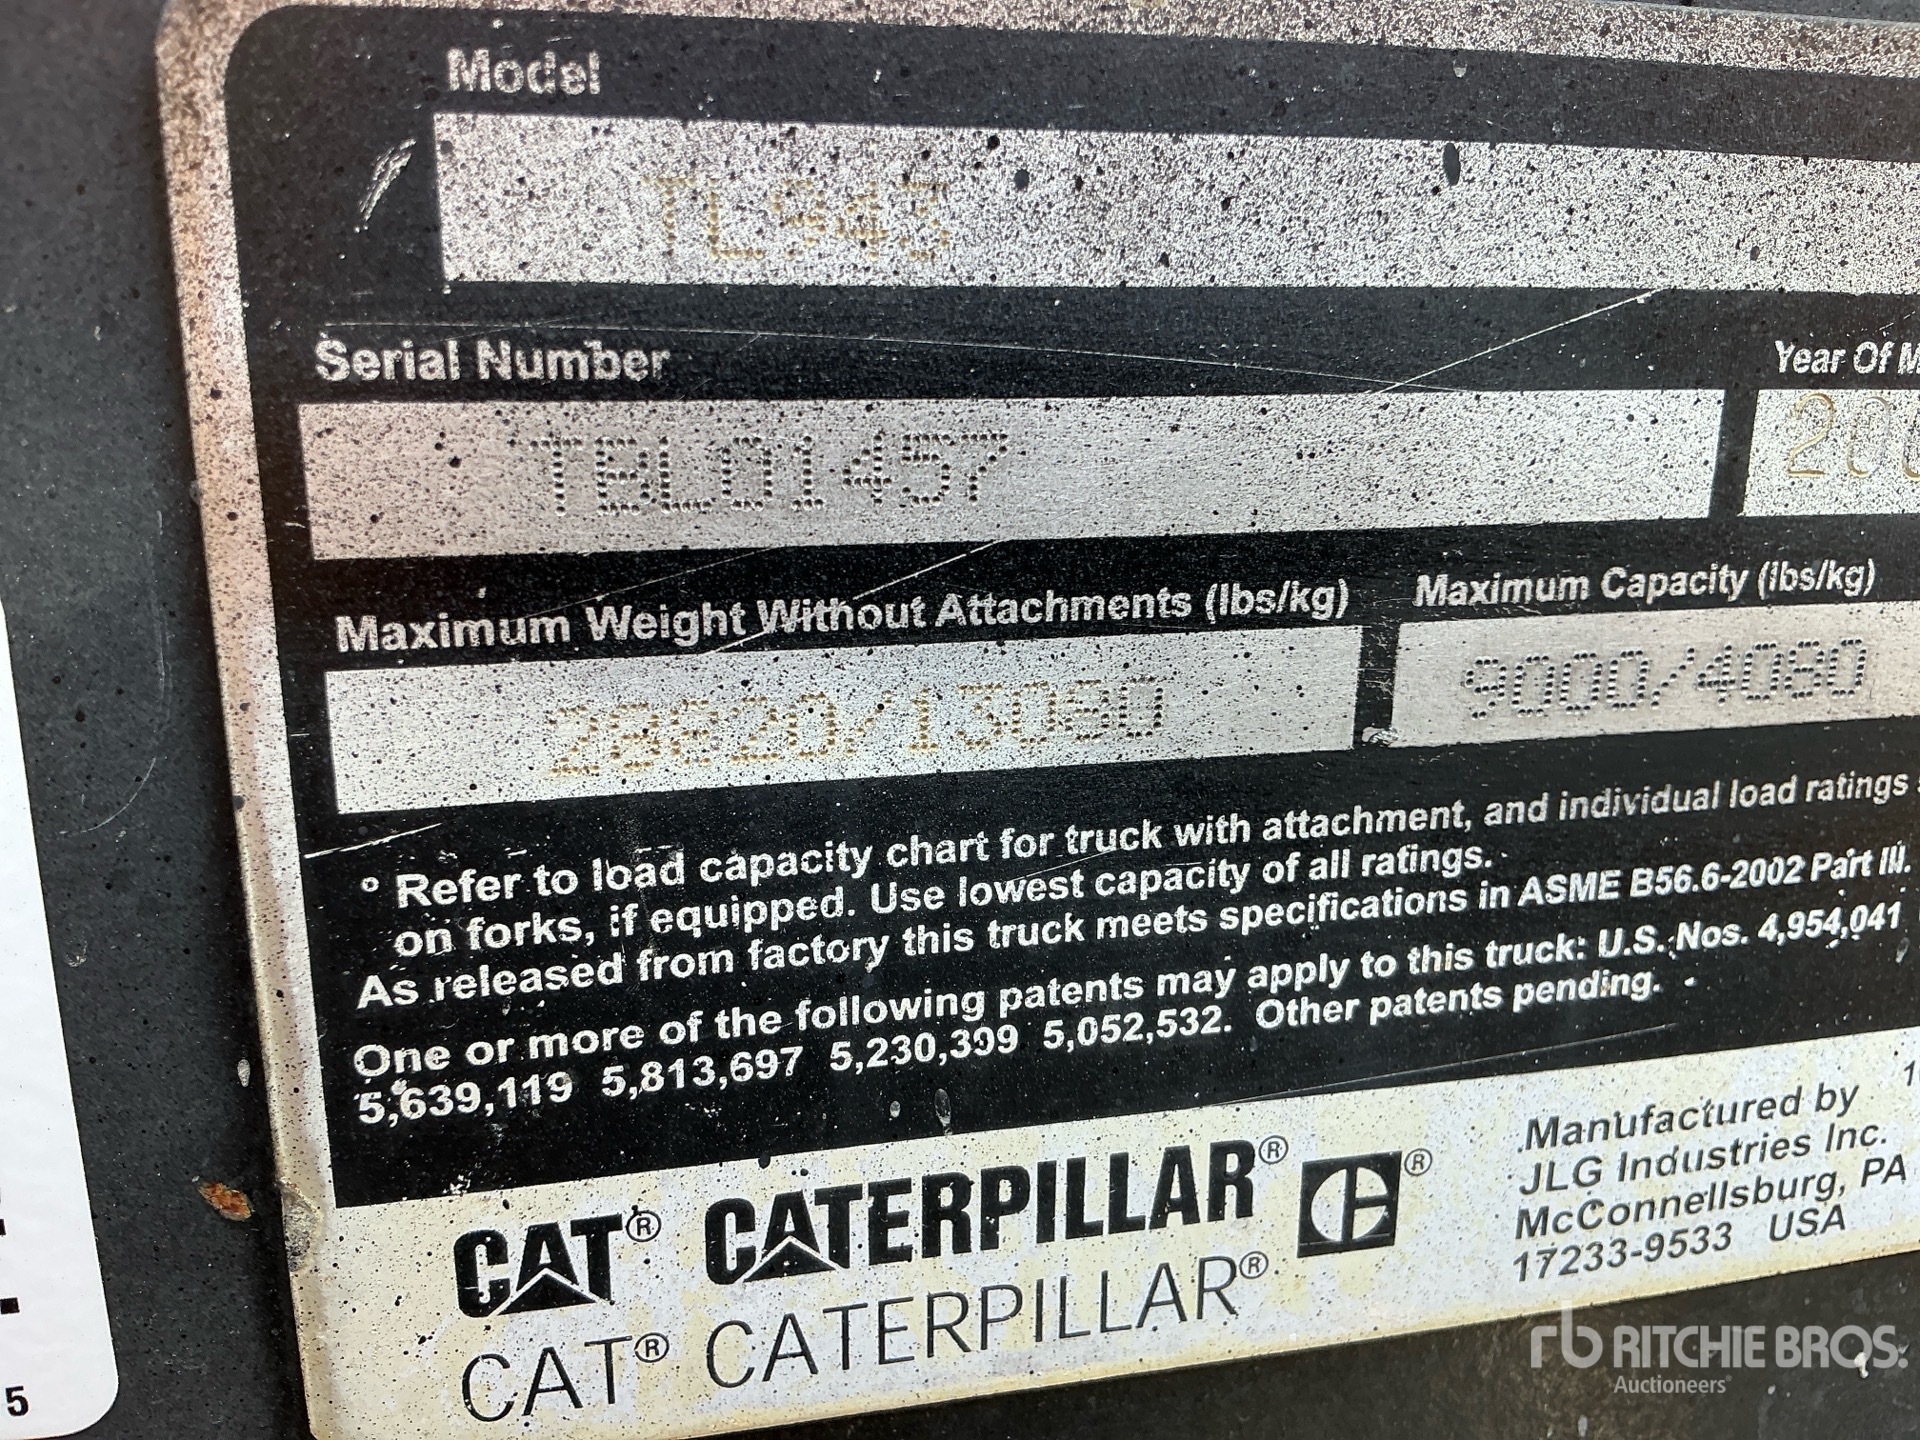 Model
TL943
Serial Number
Year Of M
TBL01457
200
Maximum Weight Without Attachments (lbs/kg)
Maximum Capacity (lbs/kg)
28820/13080
9000/4080
° Refer to load capacity chart for truck with attachment, and individual load ratings
on forks, if equipped. Use lowest capacity of all ratings.
As released from factory this truck meets specifications in ASME B56.6-2002 Part III.
One or more of the following patents may apply to this truck: U.S. Nos. 4,954,041
5,639,119 5,813,697 5,230,399 5,052,532. Other patents pending.
CAT® CATERPILLAR® ®
CAT® CATERPILLAR®
Manufactured by
JLG Industries Inc.
McConnellsburg, PA
17233-9533 USA
rb RITCHIE BROS.
Auctioneers
5